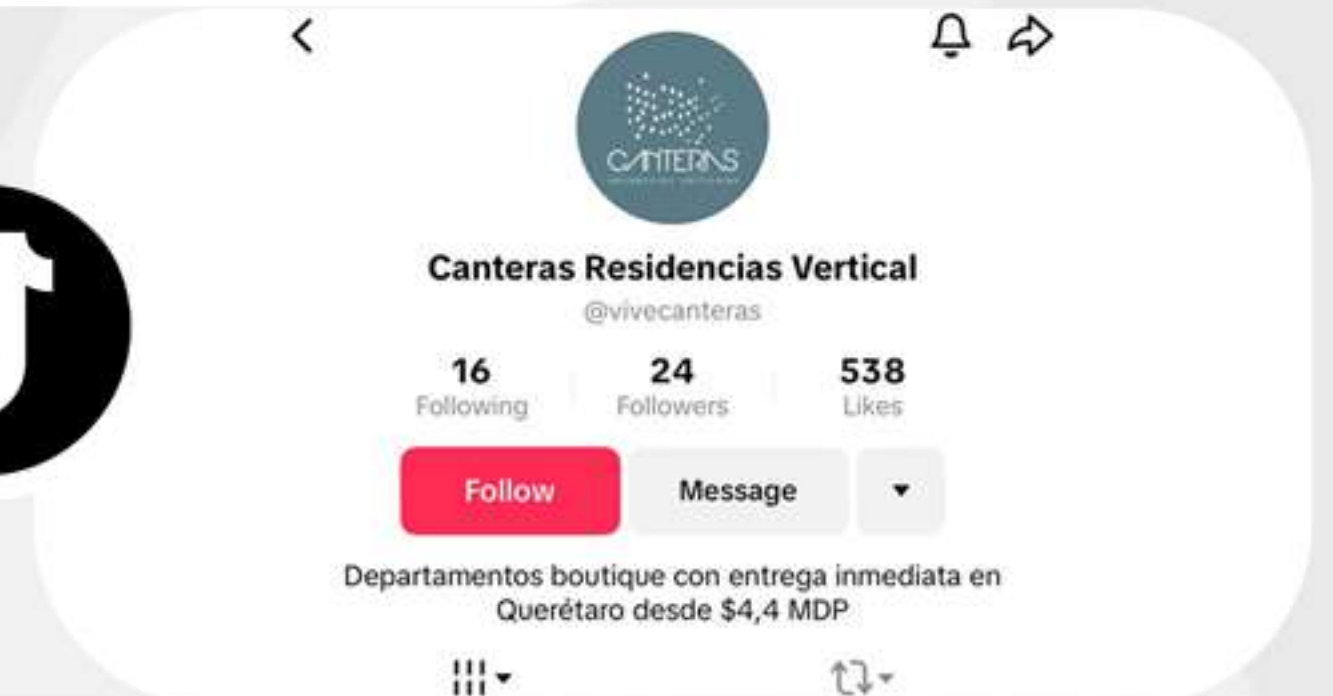 CANTERAS
Canteras Residencias Vertical
@vivecanteras
16 24 538
Following Followers Likes
Follow Message
Departamentos boutique con entrega inmediata en
Querétaro desde $4,4 MDP